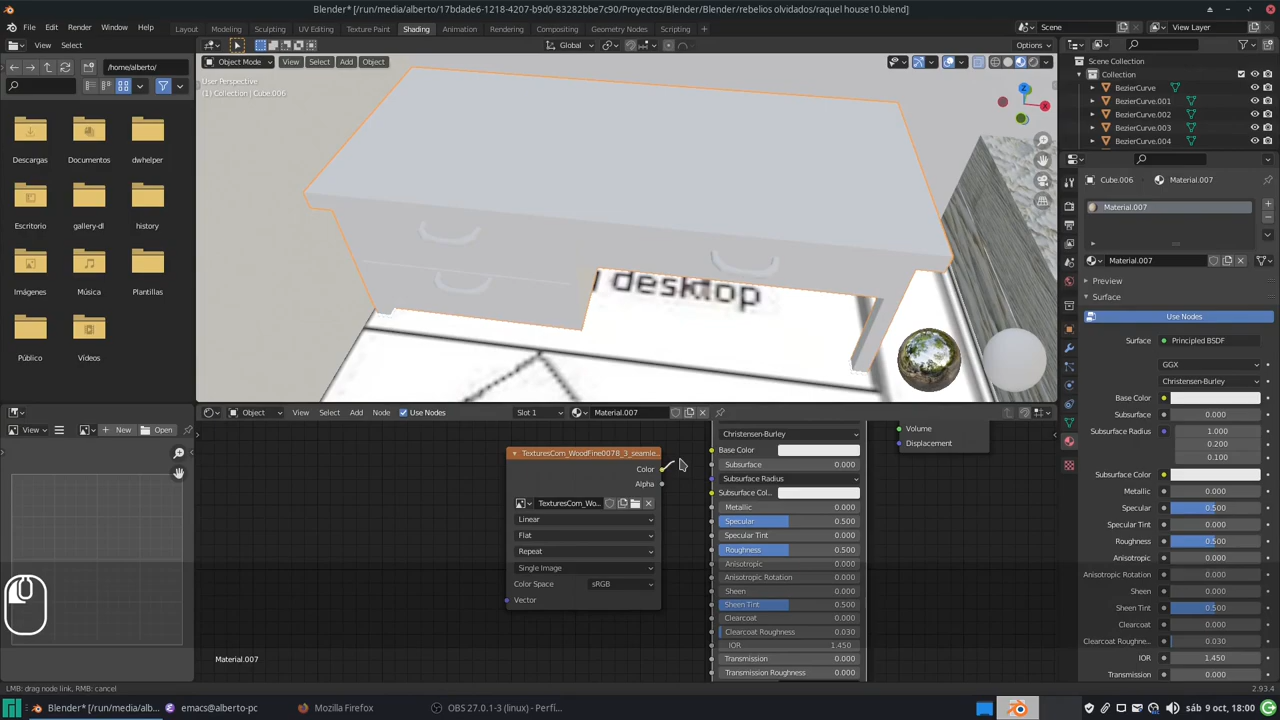 Blender* [/run/media/alberto/17bdade6-1218-4207-b9d0-83282bbe7c90/Proyectos/Blender/Blender/rebelios olvidados/raquel house10.blend]
File Edit Render Window Help Layout Modeling Sculpting UV Editing Texture Paint Shading Animation Rendering Compositing Geometry Nodes Scripting + Scene View Layer
View Select Global Options
/home/alberto/ Object Mode View Select Add Object Scene Collection
User Perspective
(1) Collection | Cube.006
Collection
BezierCurve
BezierCurve.001
BezierCurve.002
BezierCurve.003
BezierCurve.004
Descargas Documentos dwhelper
Escritorio gallery-dl history
Imágenes Música Plantillas
Público Vídeos
desktop
Cube.006 Material.007
Material.007
Material.007
Preview
Surface
Use Nodes
Surface Principled BSDF
GGX
Christensen-Burley
Base Color
Subsurface 0.000
Subsurface Radius 1.000
0.200
0.100
Subsurface Color
Metallic 0.000
Specular 0.500
Specular Tint 0.000
Roughness 0.500
Anisotropic 0.000
Anisotropic Rotation 0.000
Sheen 0.000
Sheen Tint 0.500
Clearcoat 0.000
Clearcoat Roughne... 0.030
IOR 1.450
Transmission 0.000
View New Open
Object View Select Add Node Use Nodes Slot 1 Material.007
TexturesCom_WoodFine0078_3_seamle...
Color
Alpha
TexturesCom_Wo...
Linear
Flat
Repeat
Single Image
Color Space sRGB
Vector
Christensen-Burley
Base Color
Subsurface 0.000
Subsurface Radius
Subsurface Col...
Metallic 0.000
Specular 0.500
Specular Tint 0.000
Roughness 0.500
Anisotropic 0.000
Anisotropic Rotation 0.000
Sheen 0.000
Sheen Tint 0.500
Clearcoat 0.000
Clearcoat Roughness 0.030
IOR 1.450
Transmission 0.000
Transmission Roughness 0.000
Volume
Displacement
Material.007
LMB: drag node link, RMB: cancel 2.93.4
Blender* [/run/media/albert... emacs@alberto-pc Mozilla Firefox OBS 27.0.1-3 (linux) - Perfi... sáb 9 oct, 18:00